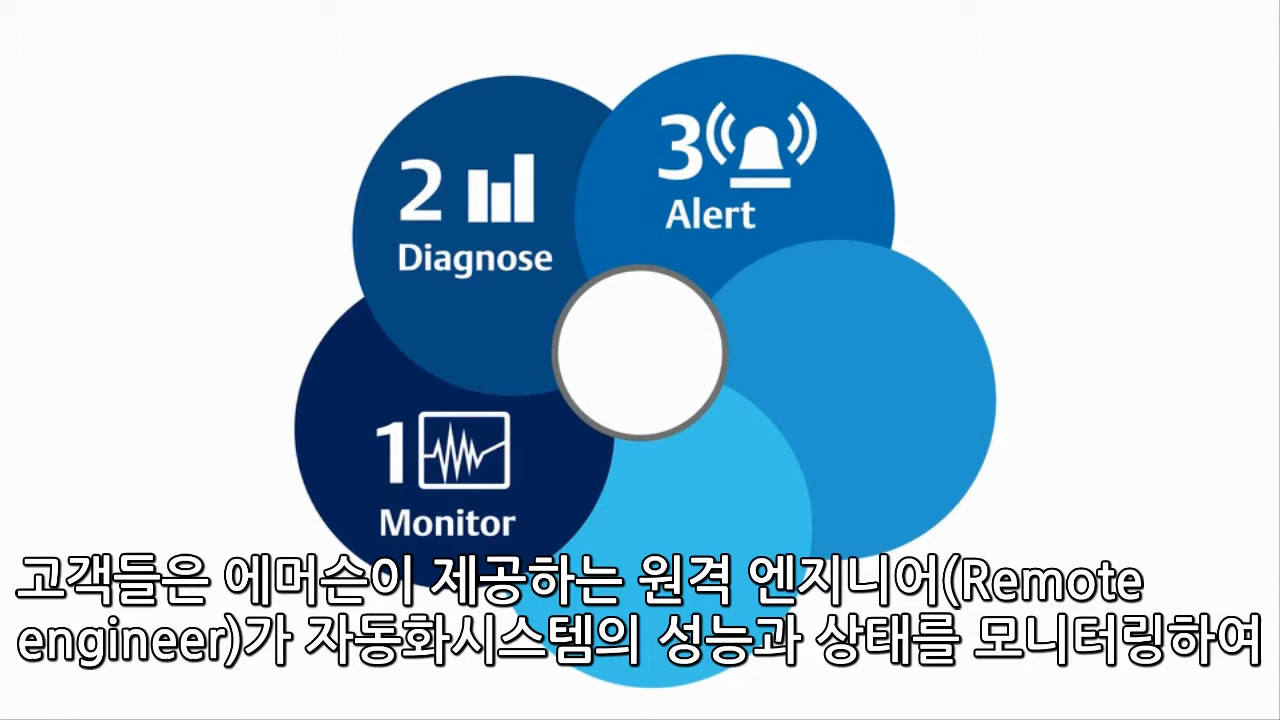 3
Alert
2
Diagnose
1
Monitor
고객들은 에머슨이 제공하는 원격 엔지니어(Remote
engineer)가 자동화시스템의 성능과 상태를 모니터링하여